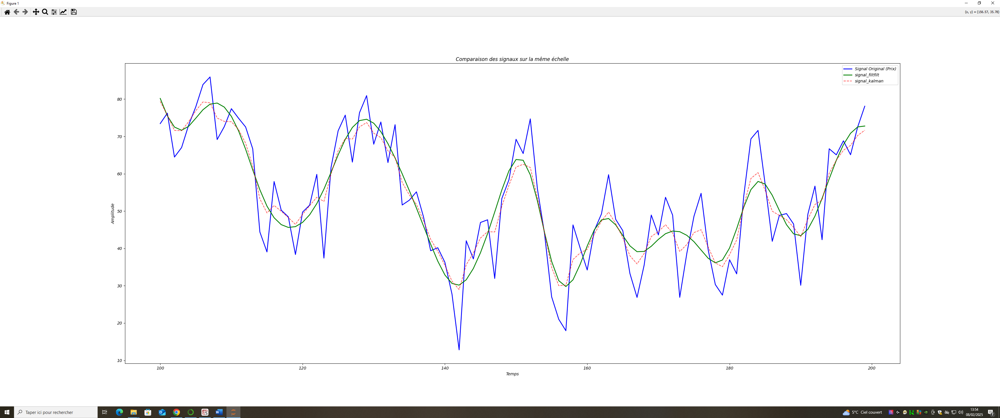 Figure 1
(x, y) = (156.57, 35.78)
Comparaison des signaux sur la même échelle
Signal Original (Prix)
signal_filtfilt
signal_kalman
80
70
60
50
40
30
20
10
Amplitude
100 120 140 160 180 200
Temps
Taper ici pour rechercher
5°C Ciel couvert
13:54
08/02/2025
2